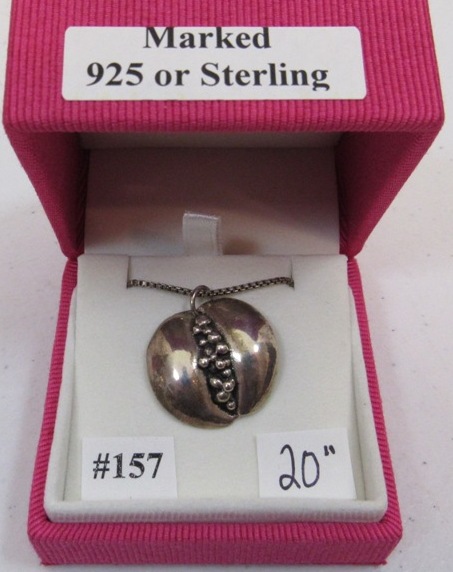 Marked
925 or Sterling
#157
20"